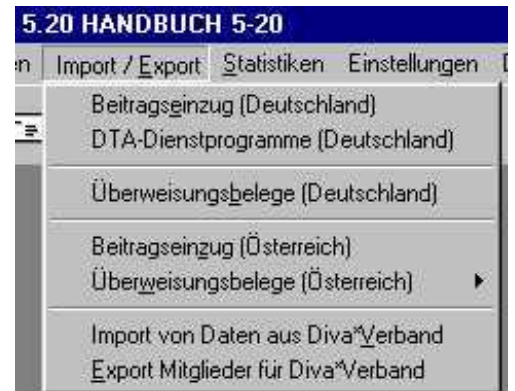 5.20 HANDBUCH 5-20
en Import / Export Statistiken Einstellungen
Beitragseinzug (Deutschland)
DTA-Dienstprogramme (Deutschland)
Überweisungsbelege (Deutschland)
Beitragseinzug (Österreich)
Überweisungsbelege (Österreich)
Import von Daten aus Diva*Verband
Export Mitglieder für Diva*Verband